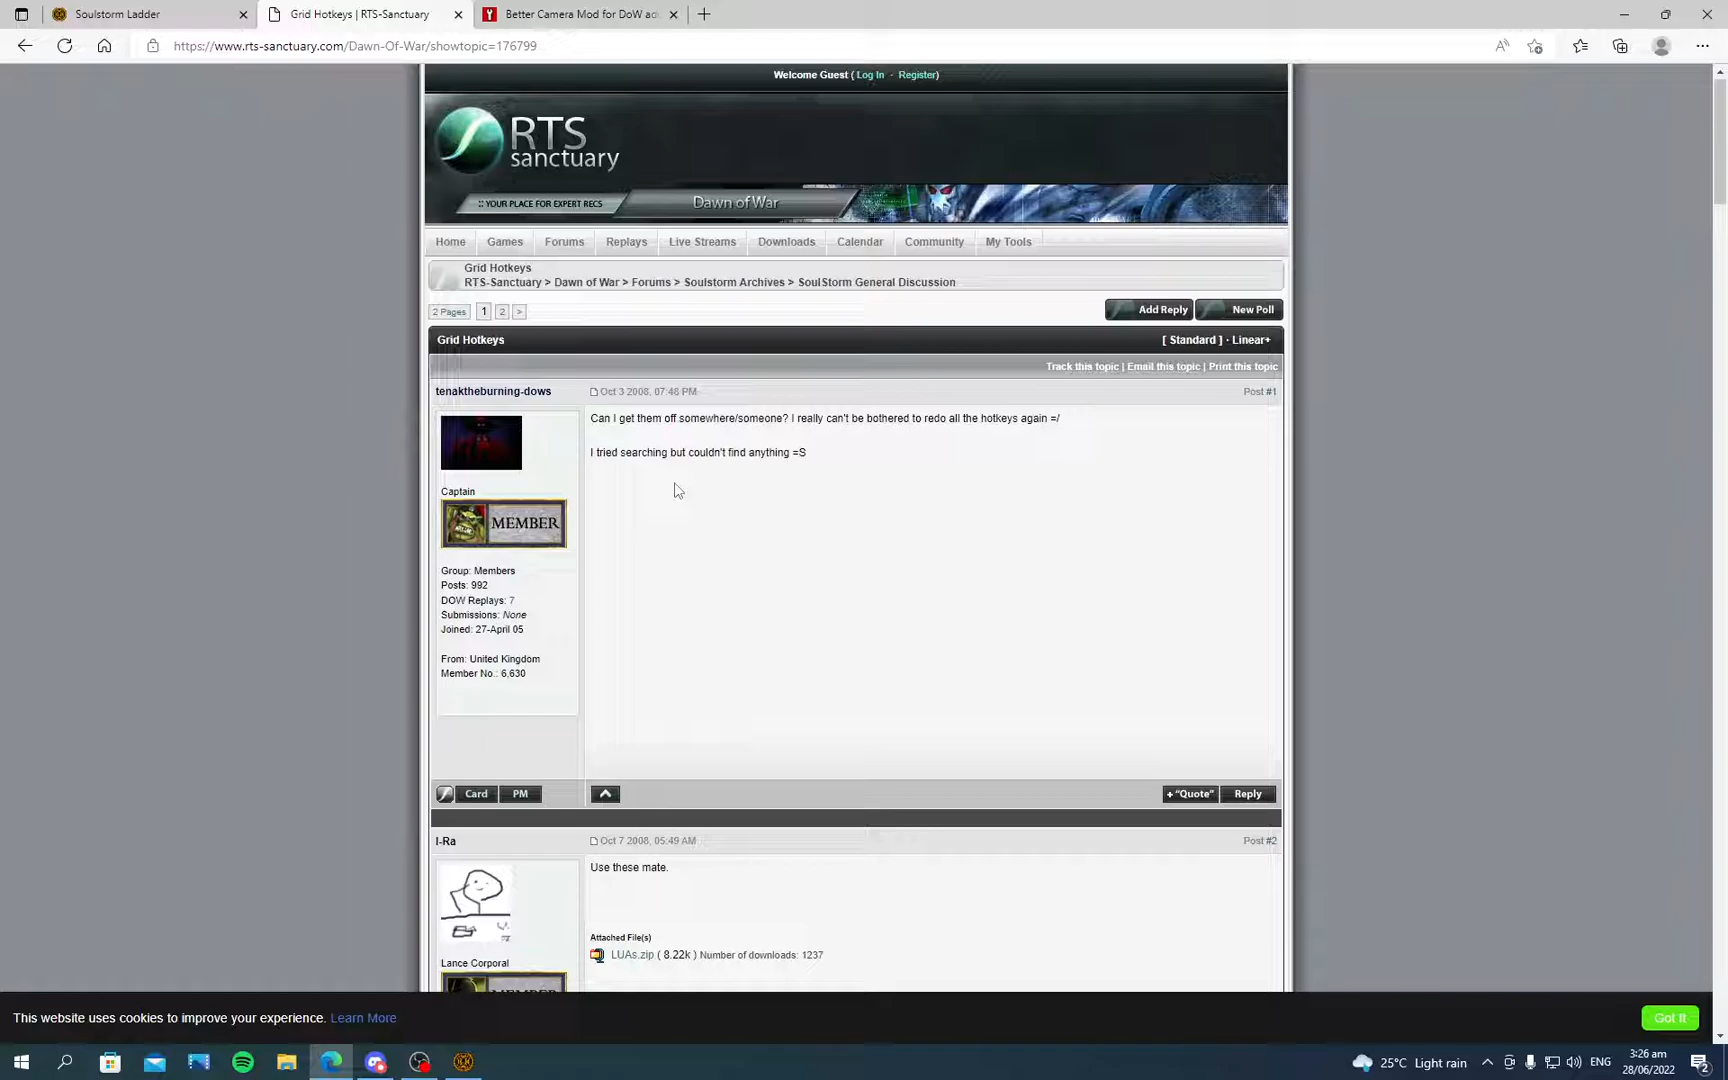 Soulstorm Ladder
Grid Hotkeys | RTS-Sanctuary
Better Camera Mod for DoW ad
https://www.rts-sanctuary.com/Dawn-Of-War/showtopic=176799
Welcome Guest ( Log In · Register)
RTS
sanctuary
:: YOUR PLACE FOR EXPERT RECS
Dawn of War
Home Games Forums Replays Live Streams Downloads Calendar Community My Tools
Grid Hotkeys
RTS-Sanctuary > Dawn of War > Forums > Soulstorm Archives > SoulStorm General Discussion
2 Pages 1 2 >
Add Reply New Poll
Grid Hotkeys
[ Standard ] · Linear+
Track this topic | Email this topic | Print this topic
tenaktheburning-dows
Oct 3 2008, 07:46 PM
Post #1
Can I get them off somewhere/someone? I really can't be bothered to redo all the hotkeys again =/
I tried searching but couldn't find anything =S
Captain
MEMBER
Group: Members
Posts: 992
DOW Replays: 7
Submissions: None
Joined: 27-April 05
From: United Kingdom
Member No.: 6,630
Card PM
+ "Quote" Reply
I-Ra
Oct 7 2008, 05:49 AM
Post #2
Use these mate.
Attached File(s)
LUAs.zip ( 8.22k ) Number of downloads: 1237
Lance Corporal
This website uses cookies to improve your experience. Learn More
Got It
25°C Light rain
ENG
3:26 am
28/06/2022
2